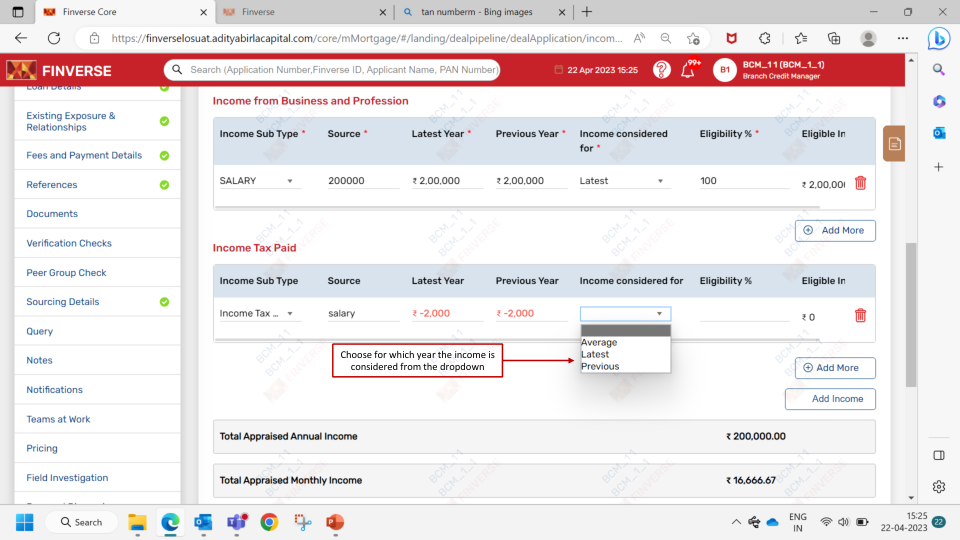 Finverse Core
Finverse
tan numberm - Bing images
https://finverselosuat.adityabirlacapital.com/core/mMortgage/#/landing/dealpipeline/dealApplication/incom...
FINVERSE
Search (Application Number,Finverse ID, Applicant Name, PAN Number)
22 Apr 2023 15:25
99+
B1
BCM_11 (BCM_1_1)
Branch Credit Manager
Loan Details
Existing Exposure &
Relationships
Fees and Payment Details
References
Documents
Verification Checks
Peer Group Check
Sourcing Details
Query
Notes
Notifications
Teams at Work
Pricing
Field Investigation
Income from Business and Profession
Income Sub Type * Source * Latest Year * Previous Year * Income considered for * Eligibility % * Eligible In
SALARY 200000 ₹ 2,00,000 ₹ 2,00,000 Latest 100 ₹ 2,00,00
Add More
Income Tax Paid
Income Sub Type Source Latest Year Previous Year Income considered for Eligibility % Eligible In
Income Tax ... salary ₹ -2,000 ₹ -2,000 ₹ 0
Average
Latest
Previous
Choose for which year the income is
considered from the dropdown
Add More
Add Income
Total Appraised Annual Income ₹ 200,000.00
Total Appraised Monthly Income ₹ 16,666.67
BCM_11
BCM_1_1
FINVERSE
Search
ENG
IN
15:25
22-04-2023
22